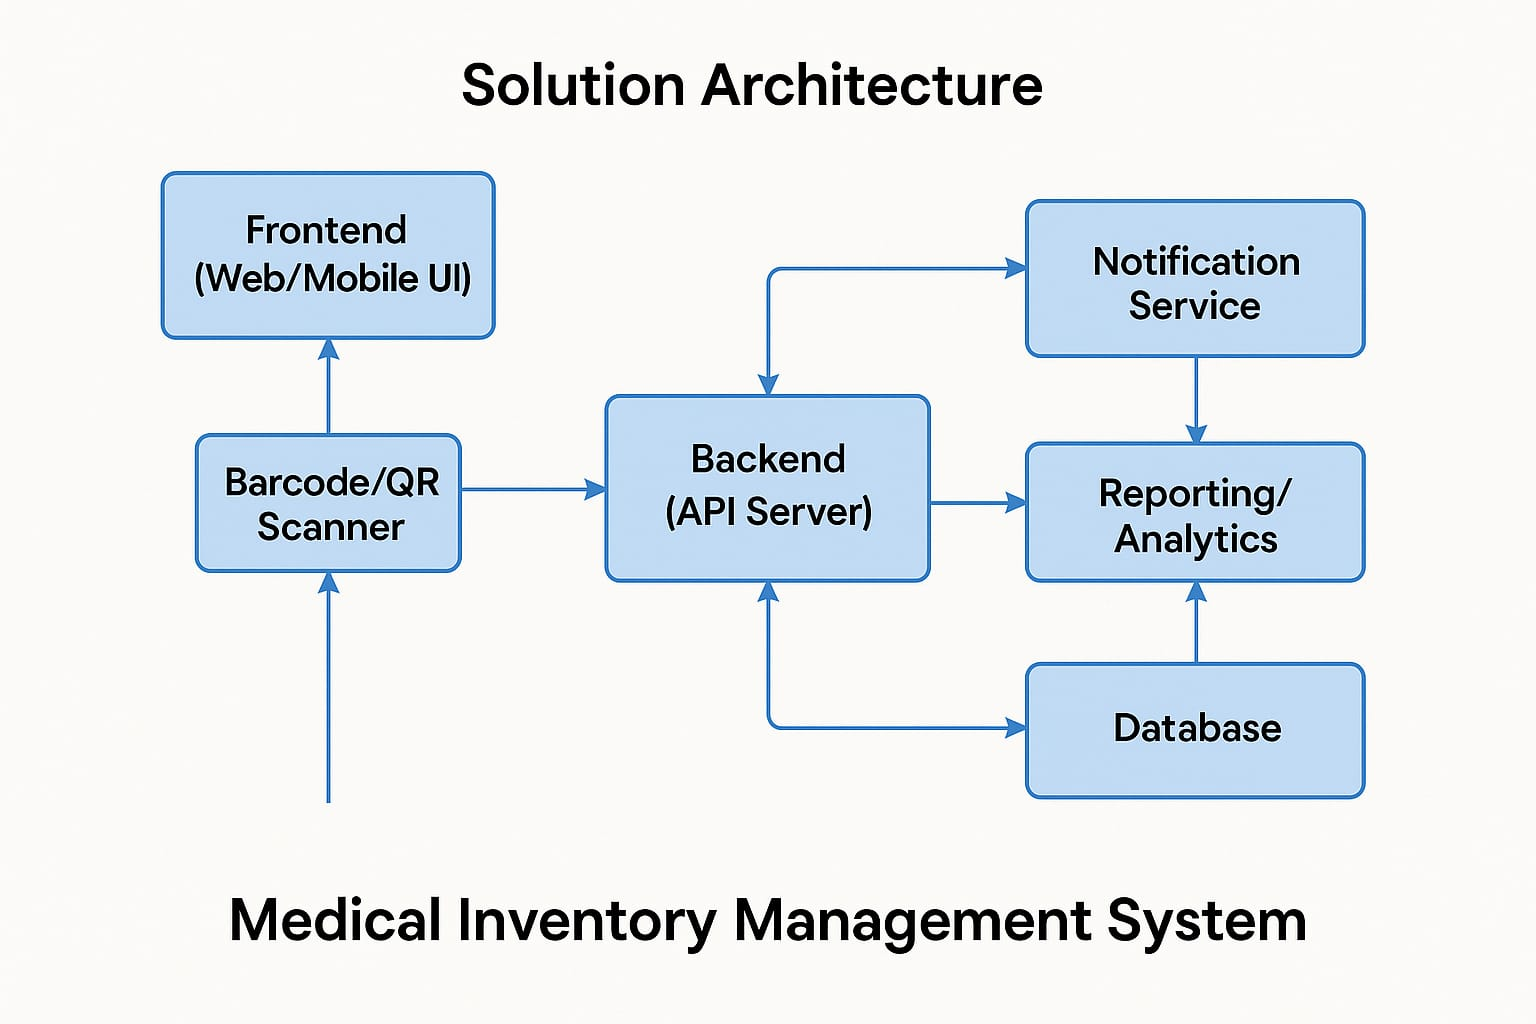 Solution Architecture
Frontend
(Web/Mobile UI)
Notification
Service
Barcode/QR
Scanner
Backend
(API Server)
Reporting/
Analytics
Database
Medical Inventory Management System